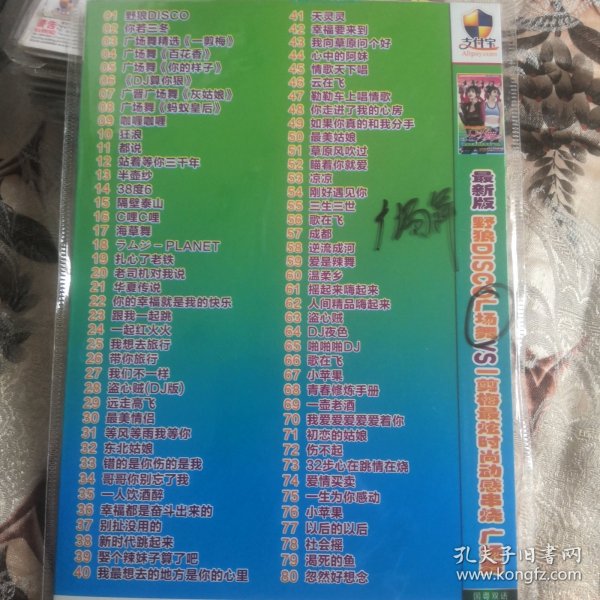 01 野狼DISCO
02 你若三冬
03 广场舞精选《一剪梅》
04 广场舞《百花香》
05 广场舞《你的样子》
06 《DJ算你狠》
07 广晋广场舞《灰姑娘》
08 广场舞《蚂蚁皇后》
09 咖喱咖喱
10 狂浪
11 都说
12 站着等你三千年
13 半壶纱
14 38度6
15 隔壁泰山
16 C哩C哩
17 海草舞
18 ラムジ-PLANET
19 扎心了老铁
20 老司机对我说
21 华夏传说
22 你的幸福就是我的快乐
23 跟我一起跳
24 一起红火火
25 我想去旅行
26 带你旅行
27 我们不一样
28 盗心贼(DJ版)
29 远走高飞
30 最美情侣
31 等风等雨我等你
32 东北姑娘
33 错的是你伤的是我
34 哥哥你别忘了我
35 一人饮酒醉
36 幸福都是奋斗出来的
37 别扯没用的
38 新时代跳起来
39 娶个辣妹子算了吧
40 我最想去的地方是你的心里
41 天灵灵
42 幸福要来到
43 我向草原问个好
44 心中的阿妹
45 情歌天下唱
46 云在飞
47 勒勒车上唱情歌
48 你走进了我的心房
49 如果你真的和我分手
50 最美姑娘
51 草原风吹过
52 瞄着你就爱
53 凉凉
54 刚好遇见你
55 三生三世
56 歌在飞
57 成都
58 逆流成河
59 爱是辣舞
60 温柔乡
61 摇起来嗨起来
62 人间精品嗨起来
63 盗心贼
64 DJ夜色
65 啪啪啪DJ
66 歌在飞
67 小苹果
68 青春修炼手册
69 一壶老酒
70 我爱爱爱爱爱着你
71 初恋的姑娘
72 伤不起
73 32步心在跳情在烧
74 爱情买卖
75 一生为你感动
76 小苹果
77 以后的以后
78 社会摇
79 渴死的鱼
80 忽然好想念
支付宝
Alipay.com
最新版 野狼DISCO广场舞VS一剪梅最炫时尚动感串烧 广
国粤双语
孔夫子旧书网
www.kongfz.com